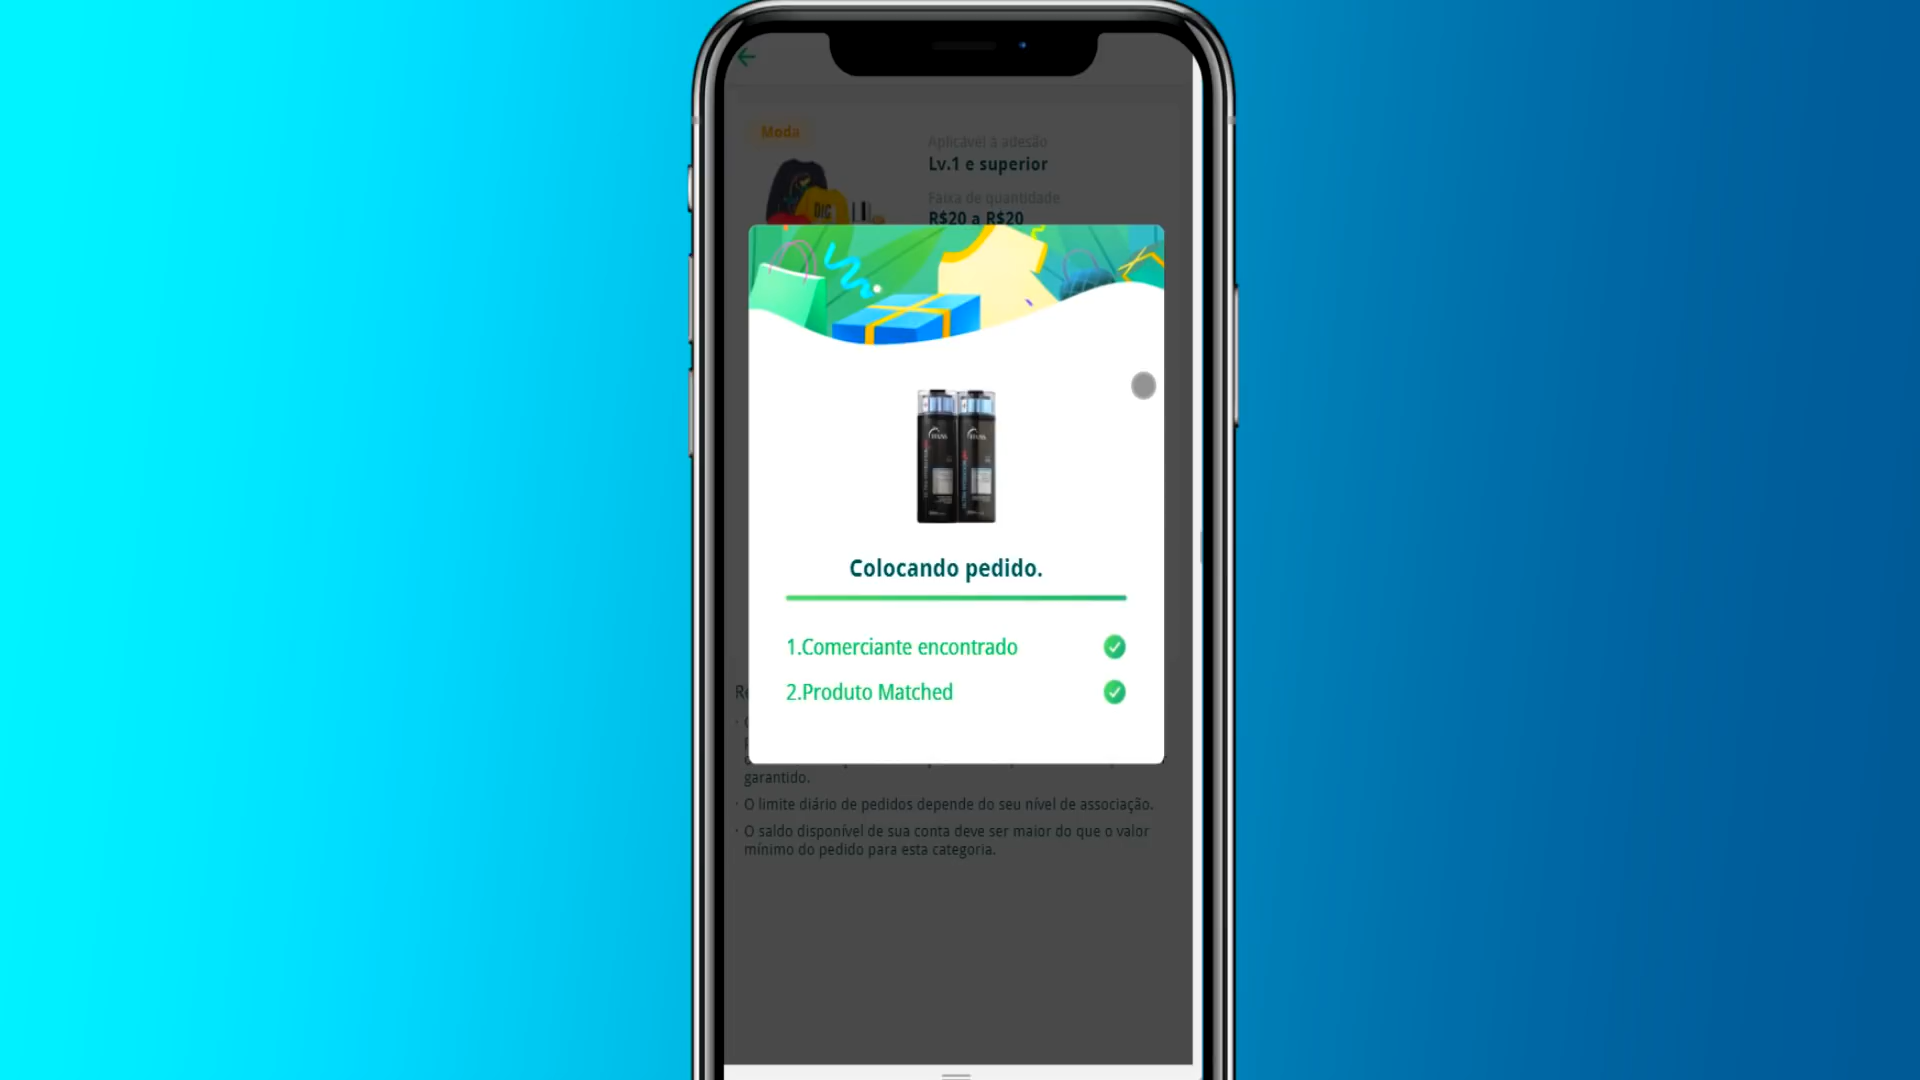 Moda
Aplicável à adesão
Lv.1 e superior
Faixa de quantidade
R$20 a R$20
DIC
Colocando pedido.
1.Comerciante encontrado
2.Produto Matched
garantido.
· O limite diário de pedidos depende do seu nível de associação.
· O saldo disponível de sua conta deve ser maior do que o valor
mínimo do pedido para esta categoria.